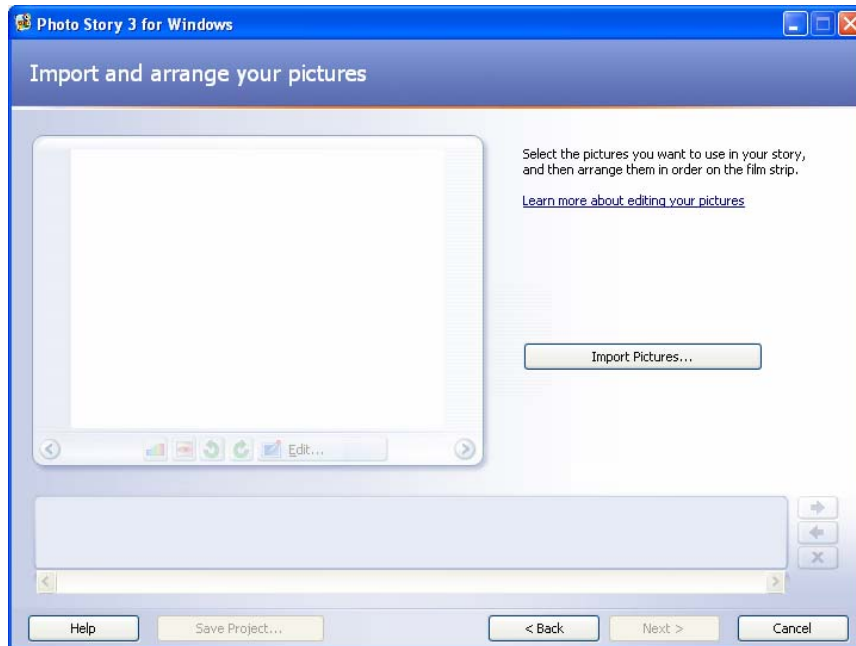 Photo Story 3 for Windows
Import and arrange your pictures
Select the pictures you want to use in your story,
and then arrange them in order on the film strip.
Learn more about editing your pictures
Import Pictures...
Edit...
Help
Save Project...
< Back
Next >
Cancel